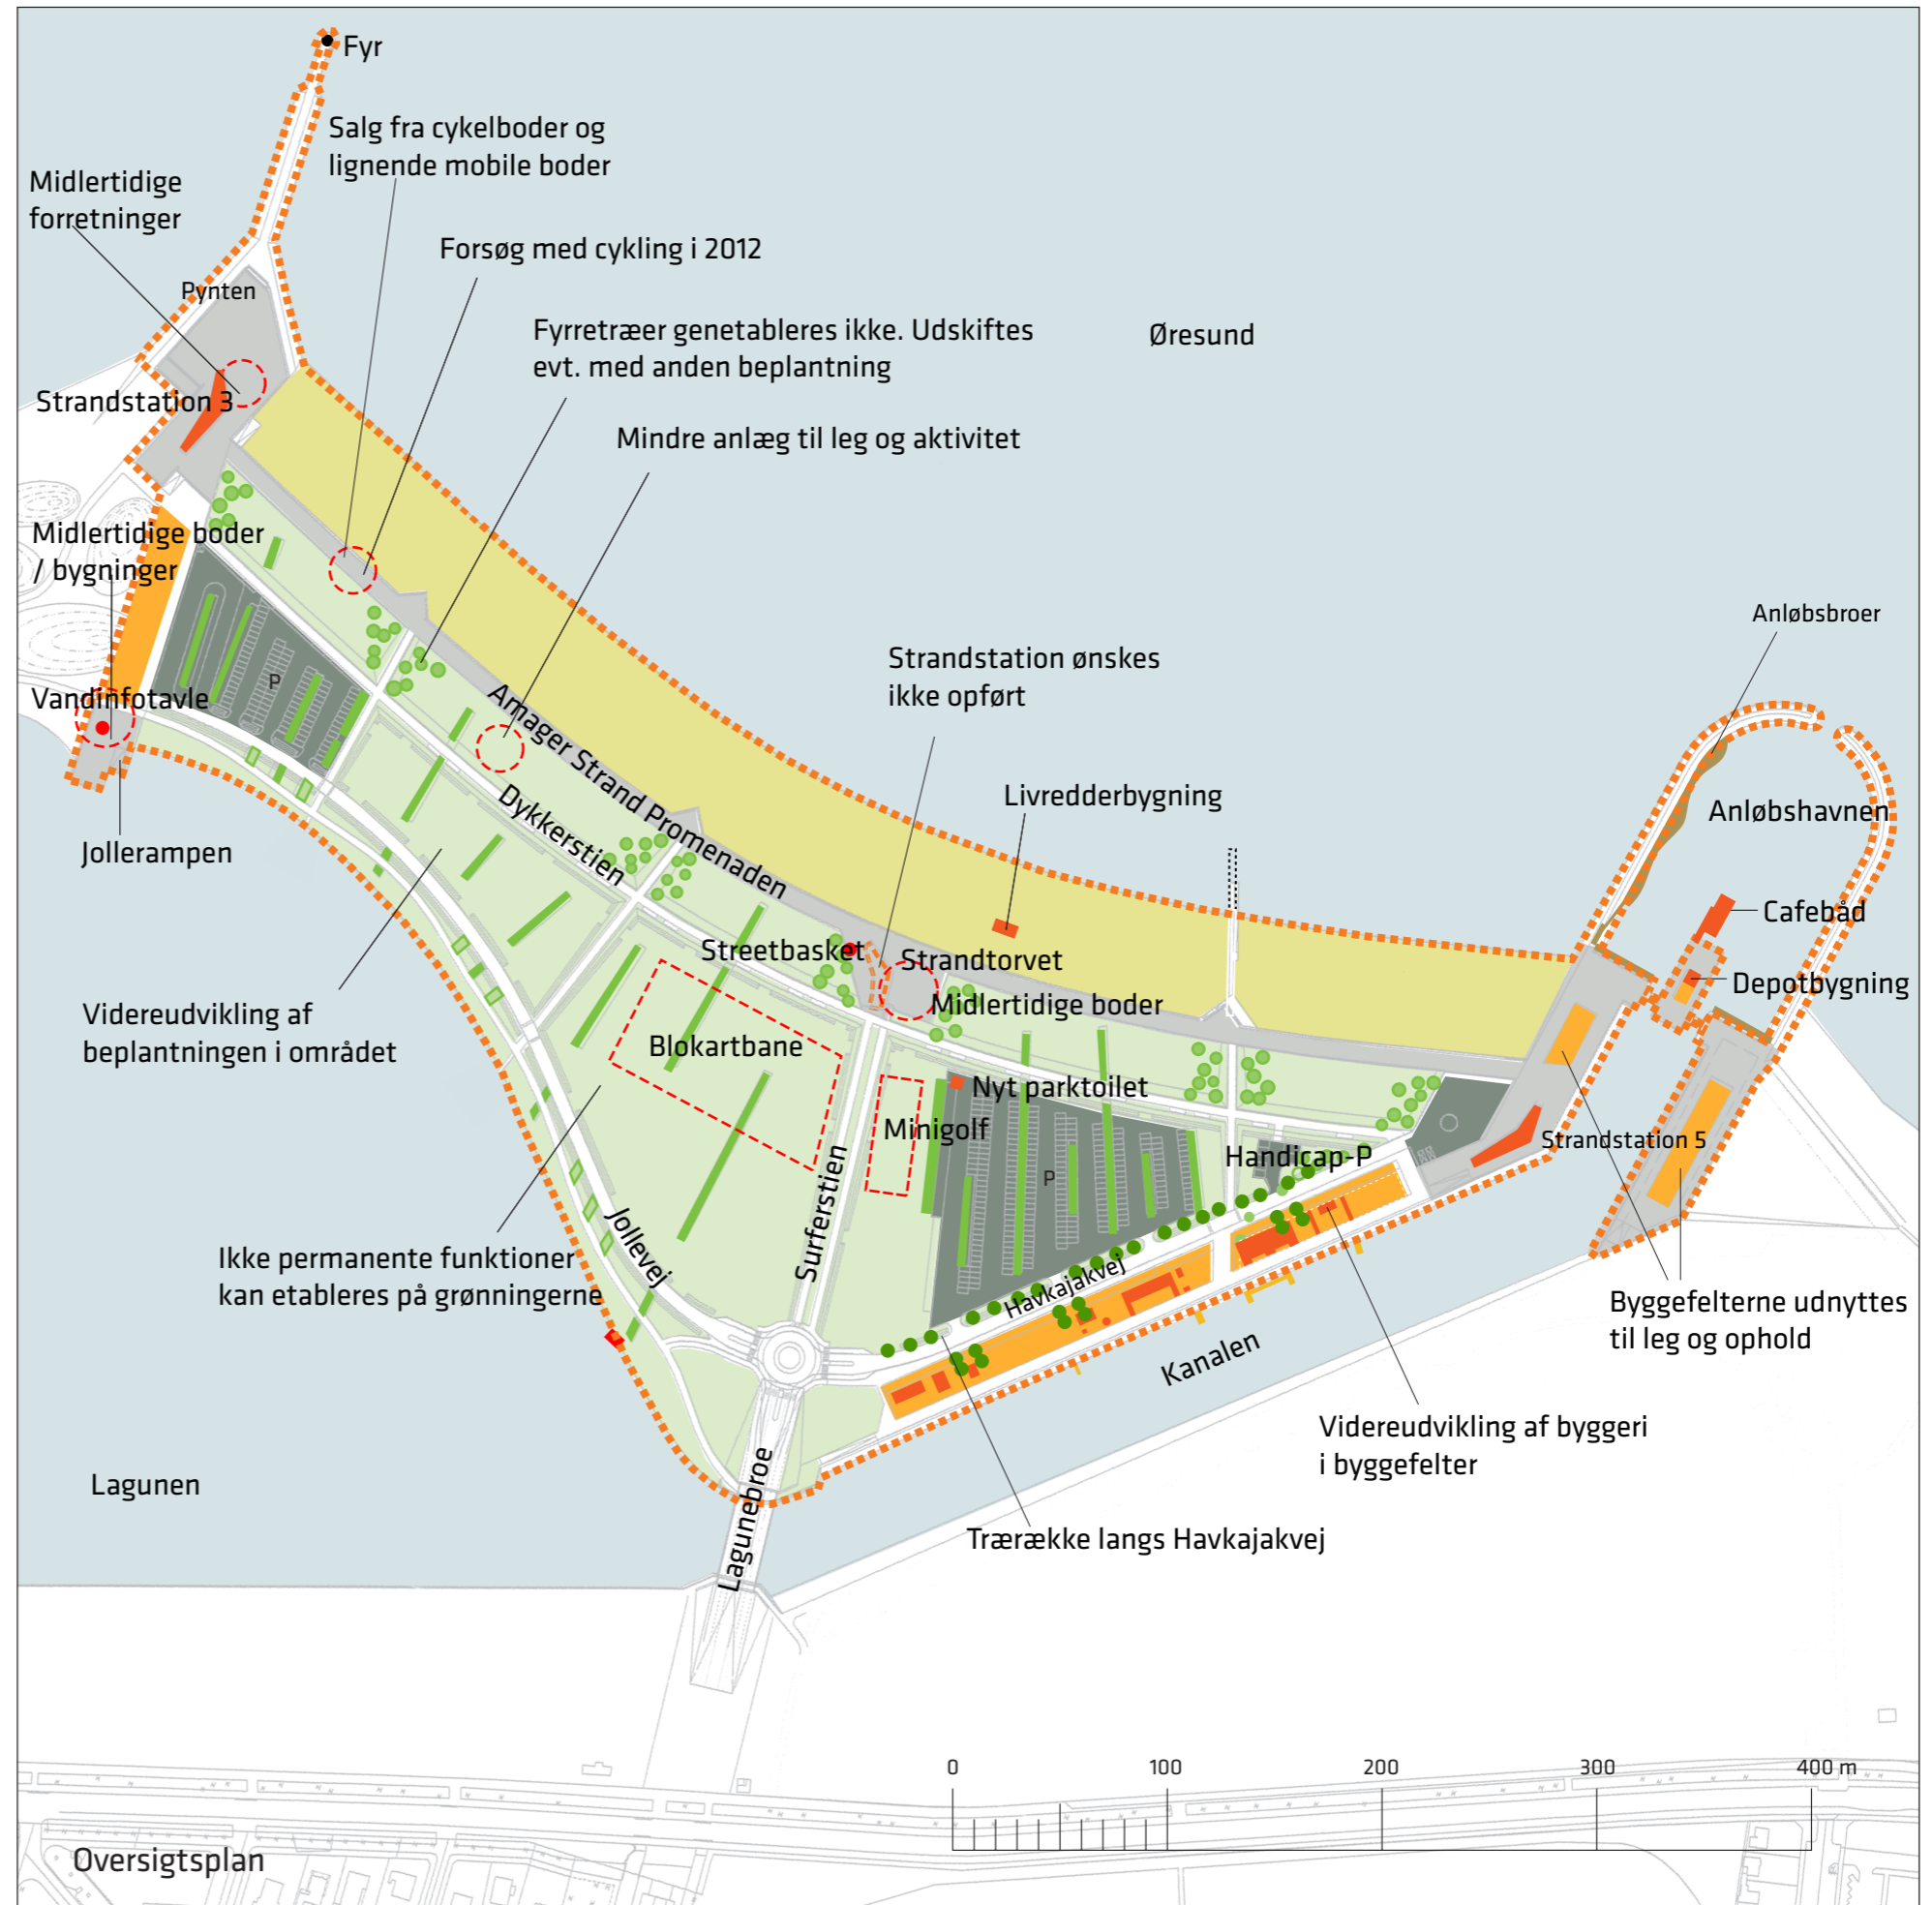 Fyr
Salg fra cykelboder og
lignende mobile boder
Midlertidige
forretninger
Forsøg med cykling i 2012
Pynten
Fyrretræer genetableres ikke. Udskiftes
evt. med anden beplantning
Øresund
Strandstation 3
Mindre anlæg til leg og aktivitet
Midlertidige boder
/ bygninger
Anløbsbroer
Strandstation ønskes
ikke opført
P
Vandinfotavle
Amager Strand Promenaden
Livredderbygning
Dykkerstien
Anløbshavnen
Jollerampen
Cafebåd
Streetbasket
Strandtorvet
Depotbygning
Midlertidige boder
Videreudvikling af
beplantningen i området
Blokartbane
Nyt parktoilet
Minigolf
Strandstation 5
Handicap-P
P
Surferstien
Jollevej
Ikke permanente funktioner
kan etableres på grønningerne
Havkajakvej
Byggefelterne udnyttes
til leg og ophold
Kanalen
Videreudvikling af byggeri
i byggefelter
Lagunen
Lagunebroe
Trærække langs Havkajakvej
0 100 200 300 400 m
Oversigtsplan